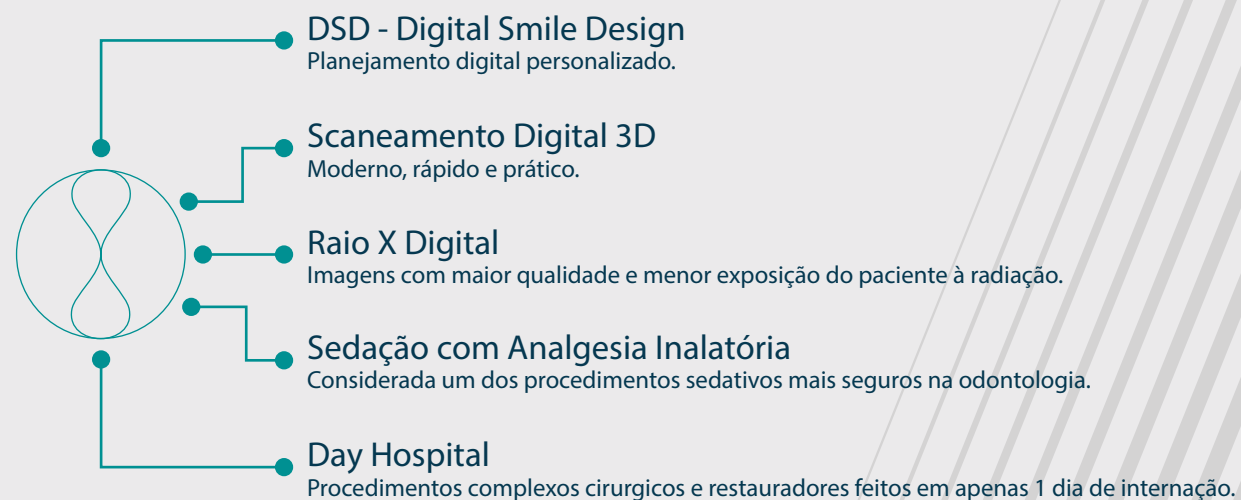 DSD - Digital Smile Design
Planejamento digital personalizado.
Scaneamento Digital 3D
Moderno, rápido e prático.
Raio X Digital
Imagens com maior qualidade e menor exposição do paciente à radiação.
Sedação com Analgesia Inalatória
Considerada um dos procedimentos sedativos mais seguros na odontologia.
Day Hospital
Procedimentos complexos cirurgicos e restauradores feitos em apenas 1 dia de internação.